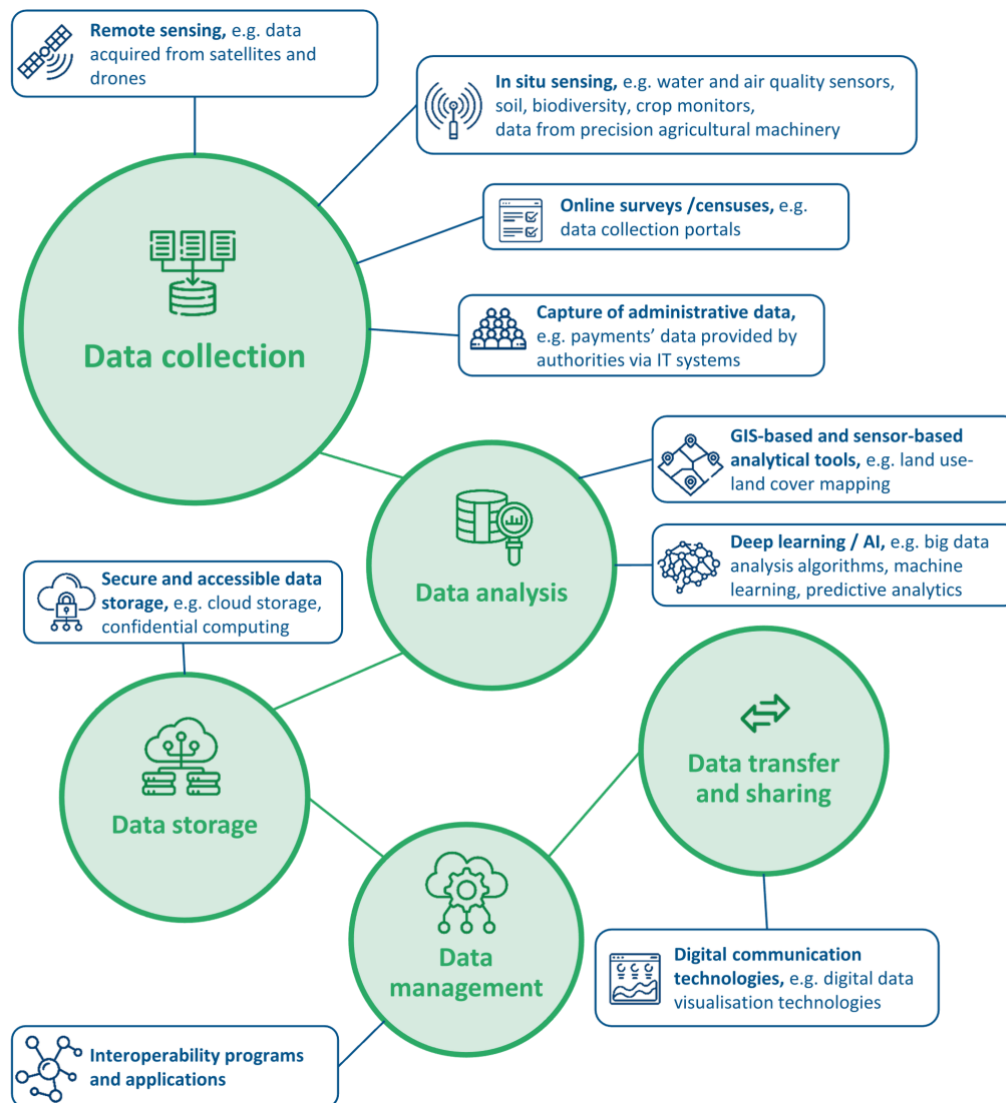 Remote sensing, e.g. data
acquired from satellites and
drones
In situ sensing, e.g. water and air quality sensors,
soil, biodiversity, crop monitors,
data from precision agricultural machinery
Online surveys /censuses, e.g.
data collection portals
Capture of administrative data,
e.g. payments’ data provided by
authorities via IT systems
Data collection
GIS-based and sensor-based
analytical tools, e.g. land use-
land cover mapping
Deep learning / AI, e.g. big data
analysis algorithms, machine
learning, predictive analytics
Data analysis
Secure and accessible data
storage, e.g. cloud storage,
confidential computing
Data storage
Data transfer
and sharing
Data
management
Digital communication
technologies, e.g. digital data
visualisation technologies
Interoperability programs
and applications